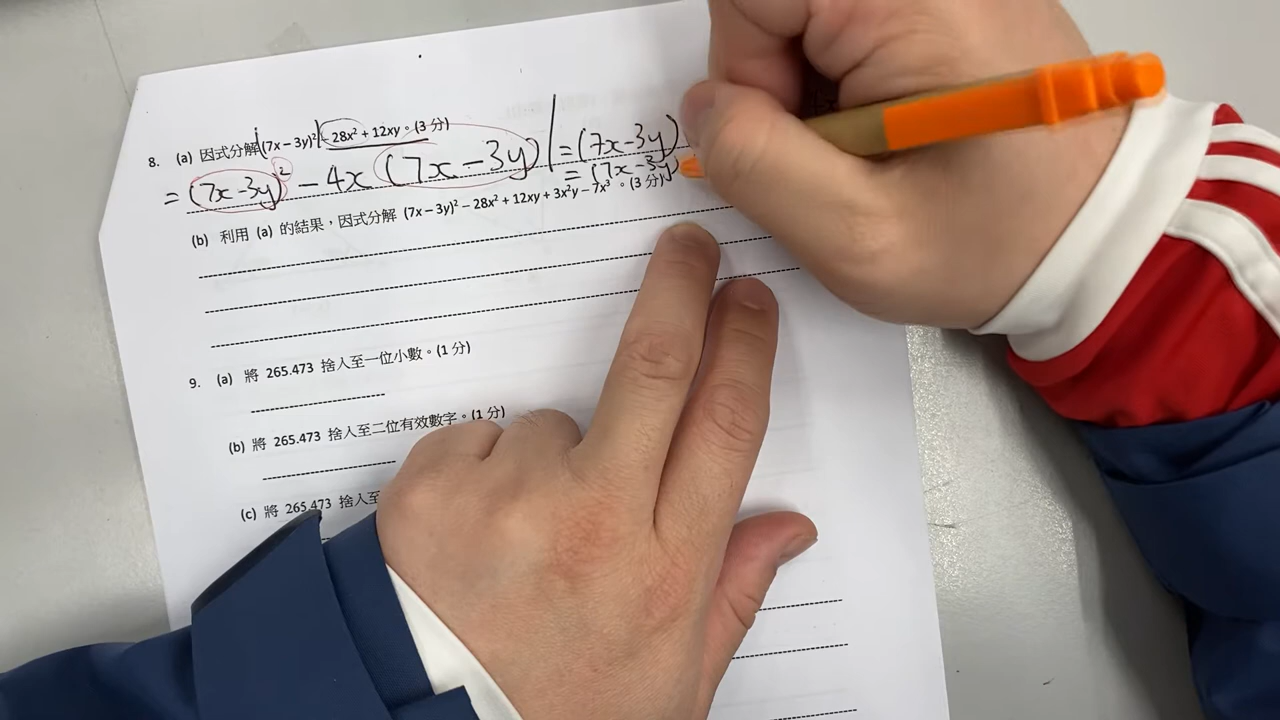 8. (a) 因式分解 (7x – 3y)² – 28x² + 12xy。(3 分)
= (7x – 3y)² – 4x (7x – 3y) | = (7x – 3y)
= (7x – 3y)
(b) 利用 (a) 的結果，因式分解 (7x – 3y)² – 28x² + 12xy + 3x²y – 7x³。(3 分)
9. (a) 將 265.473 捨入至一位小數。(1 分)
(b) 將 265.473 捨入至二位有效數字。(1 分)
(c) 將 265.473 捨入至